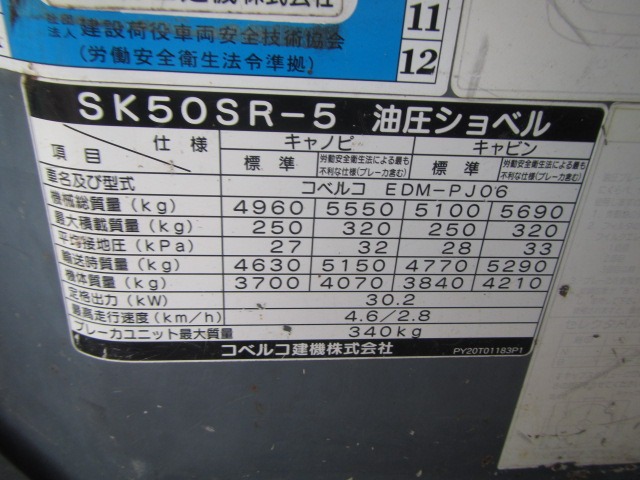 建機株式会社
11
法人 建設荷役車両安全技術協会
(労働安全衛生法令準拠)
12
SK50SR-5 油圧ショベル
仕様 キャノピ キャビン
項目 標準 労働安全衛生法による最も不利な仕様(ブレーカ含む) 標準 労働安全衛生法による最も不利な仕様(ブレーカ含む)
車名及び型式 コベルコ EDM-PJ06
機械総質量(kg) 4960 5550 5100 5690
最大積載質量(kg) 250 320 250 320
平均接地圧(kPa) 27 32 28 33
輸送時質量(kg) 4630 5150 4770 5290
機体質量(kg) 3700 4070 3840 4210
定格出力(kW) 30.2
最高走行速度(km/h) 4.6/2.8
ブレーカユニット最大質量 340kg
コベルコ建機株式会社 PY20T01183P1